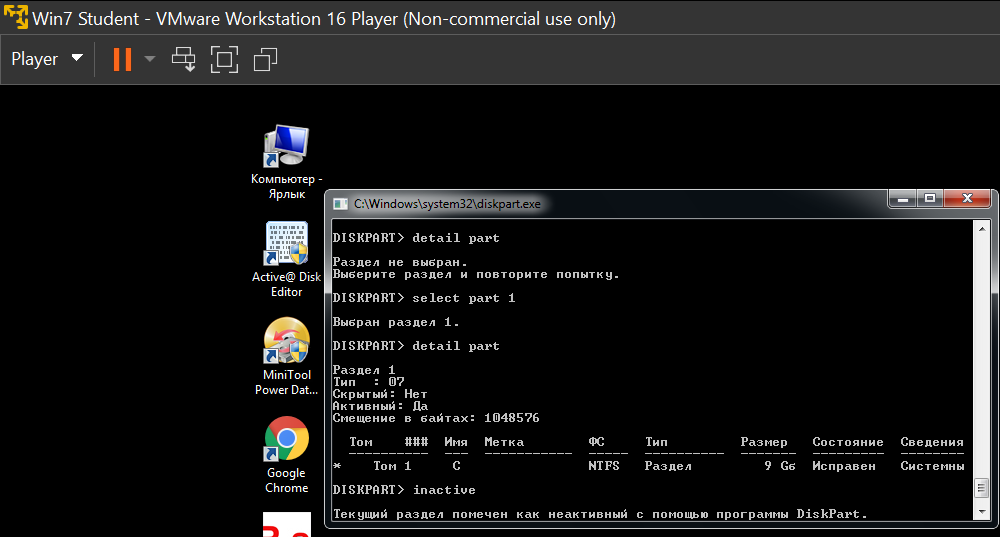 Win7 Student - VMware Workstation 16 Player (Non-commercial use only)
Player
Компьютер -
Ярлык
Active@ Disk
Editor
MiniTool
Power Dat...
Google
Chrome
C:\Windows\system32\diskpart.exe
DISKPART> detail part
Раздел не выбран.
Выберите раздел и повторите попытку.
DISKPART> select part 1
Выбран раздел 1.
DISKPART> detail part
Раздел 1
Тип : 07
Скрытый: Нет
Активный: Да
Смещение в байтах: 1048576
Том ### Имя Метка ФС Тип Размер Состояние Сведения
---------- --- ----------- ----- ---------- ------- --------- --------
* Том 1 C NTFS Раздел 9 Gб Исправен Системны
DISKPART> inactive
Текущий раздел помечен как неактивный с помощью программы DiskPart.